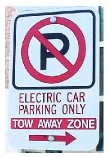 P
ELECTRIC CAR
PARKING ONLY
TOW AWAY ZONE